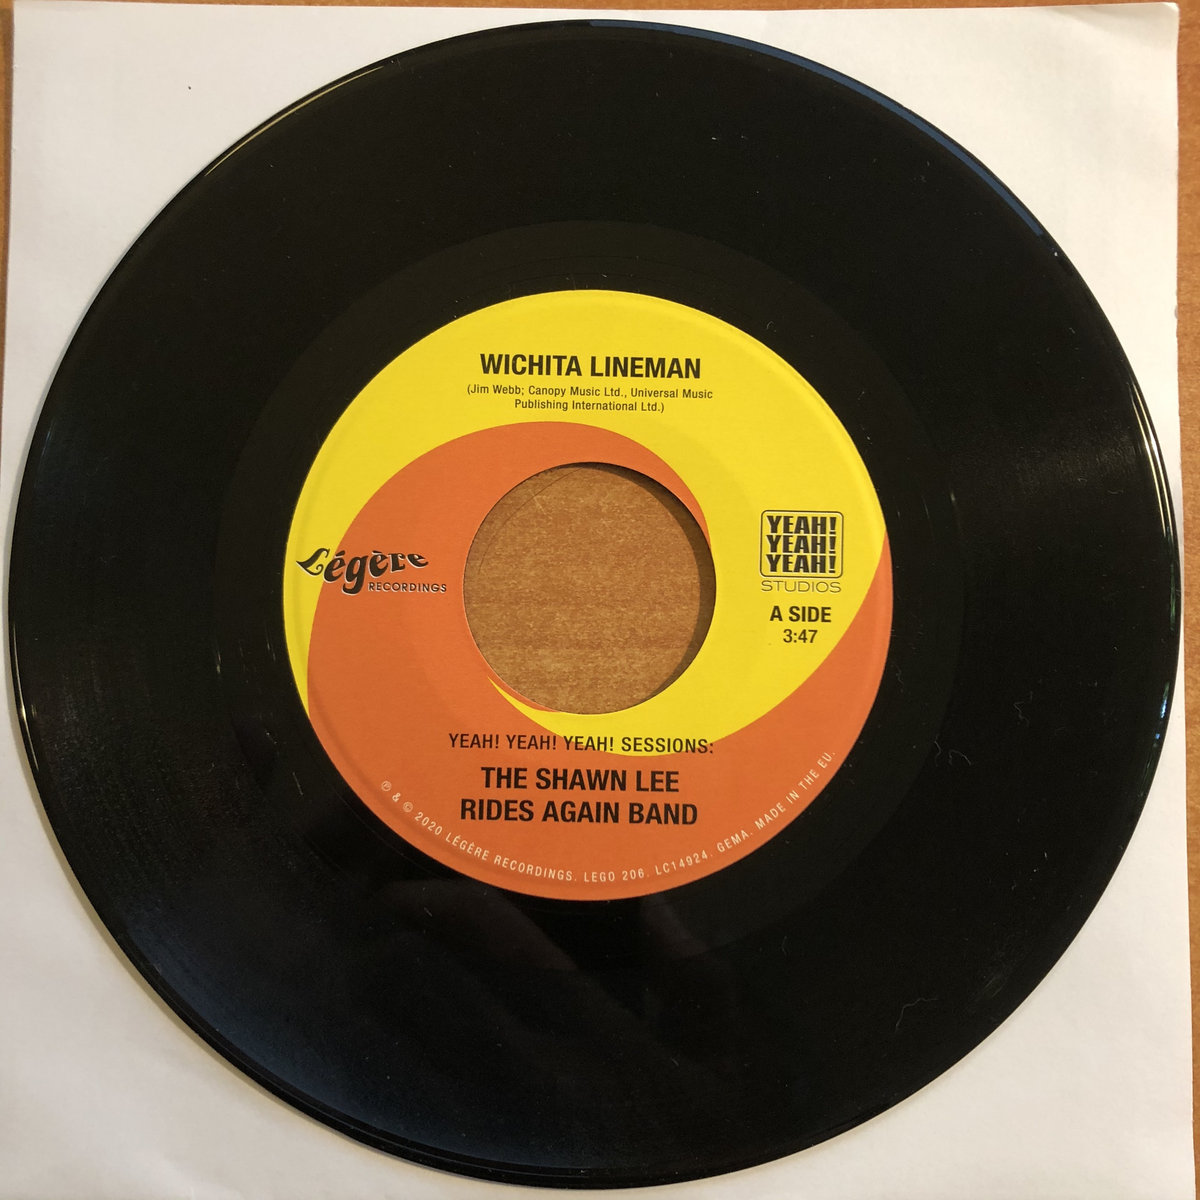 WICHITA LINEMAN
(Jim Webb; Canopy Music Ltd., Universal Music
Publishing International Ltd.)
Légère
RECORDINGS
YEAH!
YEAH!
YEAH!
STUDIOS
A SIDE
3:47
YEAH! YEAH! YEAH! SESSIONS:
THE SHAWN LEE
RIDES AGAIN BAND
℗ & © 2020 LÉGÈRE RECORDINGS. LEGO 206. LC14924. GEMA. MADE IN THE EU.